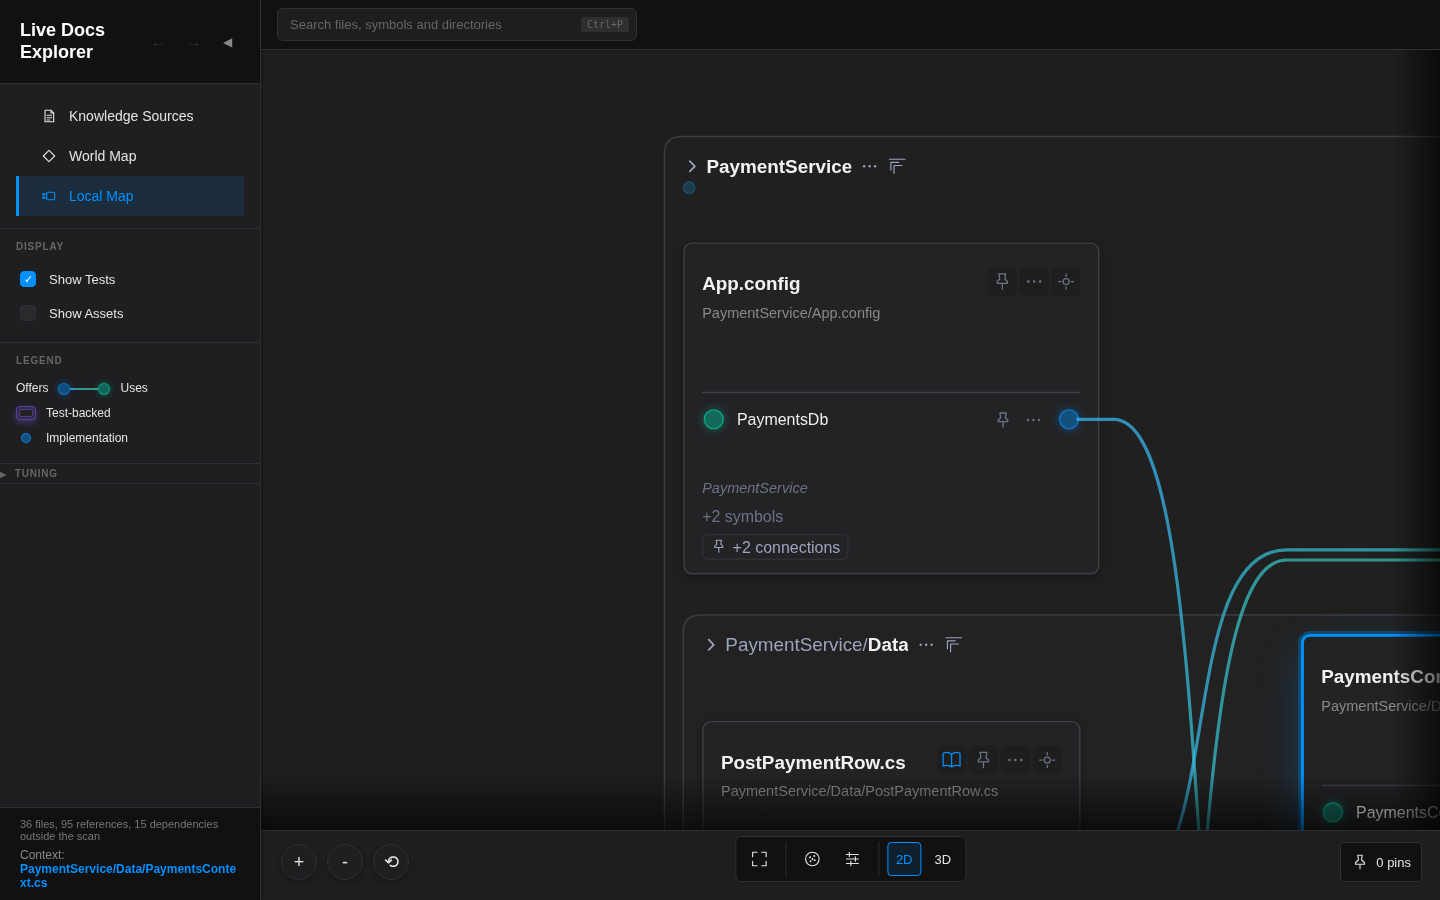 Live Docs
Explorer
Search files, symbols and directories
Ctrl+P
Knowledge Sources
World Map
Local Map
DISPLAY
Show Tests
Show Assets
LEGEND
Offers
Uses
Test-backed
Implementation
TUNING
36 files, 95 references, 15 dependencies
outside the scan
Context:
PaymentService/Data/PaymentsConte
xt.cs
PaymentService
App.config
PaymentService/App.config
PaymentsDb
PaymentService
+2 symbols
+2 connections
PaymentService/Data
PostPaymentRow.cs
PaymentService/Data/PostPaymentRow.cs
PaymentsCon
PaymentService/D
PaymentsCo
+
-
2D
3D
0 pins